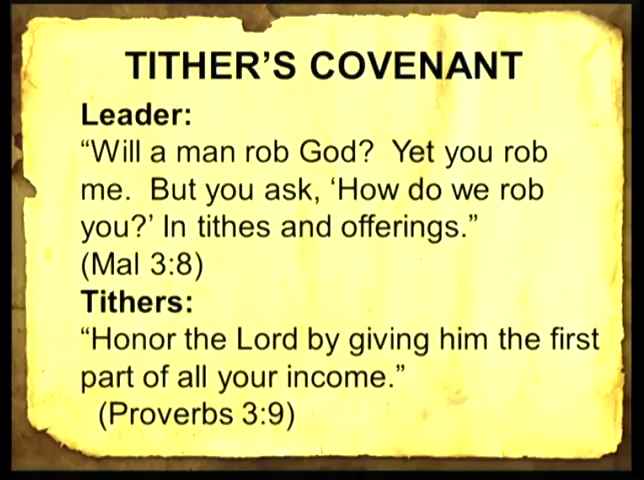 TITHER'S COVENANT
Leader:
“Will a man rob God?  Yet you rob
me.  But you ask, ‘How do we rob
you?’ In tithes and offerings.”
(Mal 3:8)
Tithers:
“Honor the Lord by giving him the first
part of all your income.”
(Proverbs 3:9)